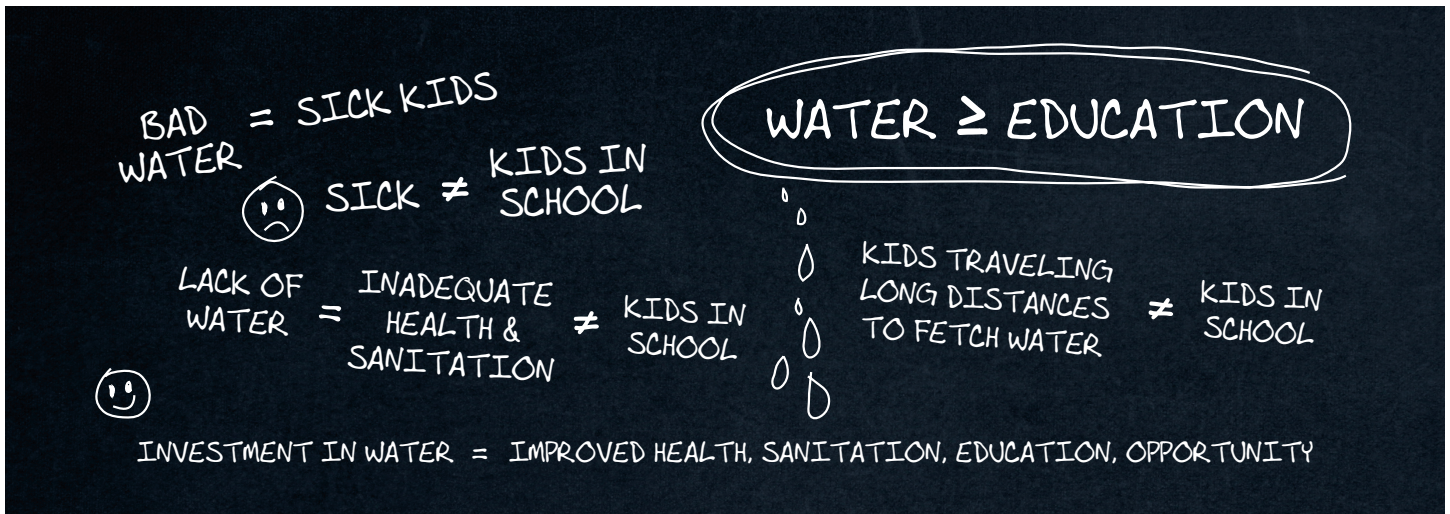 BAD = SICK KIDS
WATER
SICK ≠ KIDS IN
SCHOOL
WATER ≥ EDUCATION
LACK OF
WATER
=
INADEQUATE
HEALTH &
SANITATION
≠
KIDS IN
SCHOOL
KIDS TRAVELING
LONG DISTANCES
TO FETCH WATER
≠
KIDS IN
SCHOOL
INVESTMENT IN WATER = IMPROVED HEALTH, SANITATION, EDUCATION, OPPORTUNITY